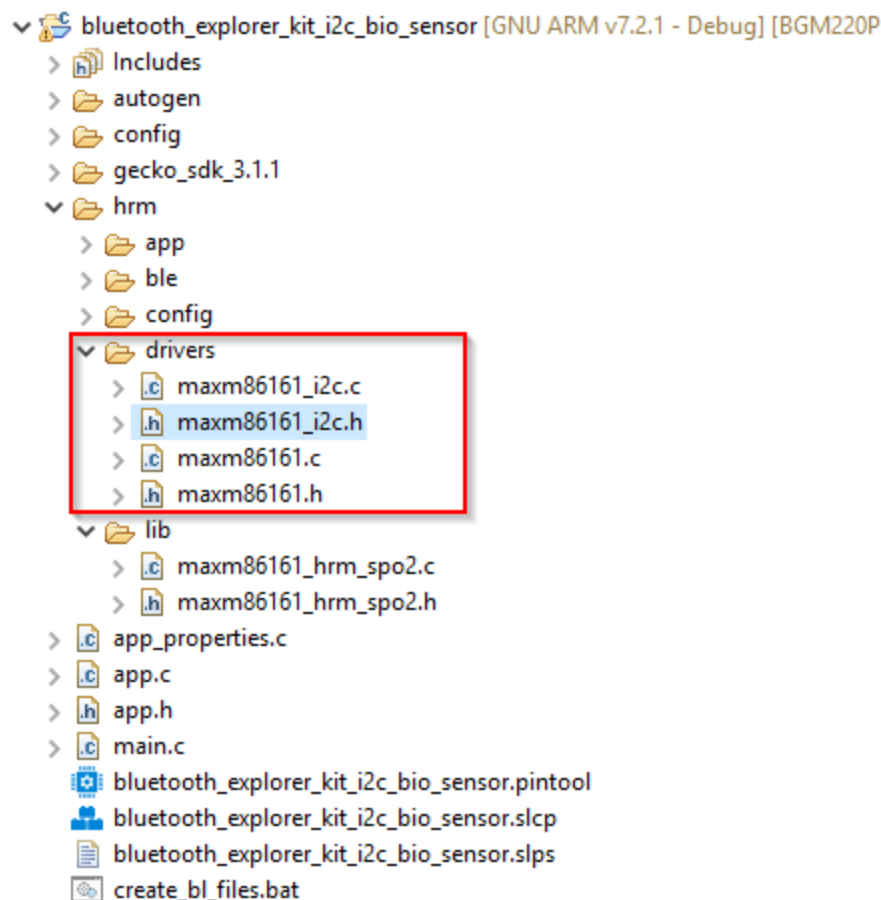 bluetooth_explorer_kit_i2c_bio_sensor [GNU ARM v7.2.1 - Debug] [BGM220P
Includes
autogen
config
gecko_sdk_3.1.1
hrm
app
ble
config
drivers
maxm86161_i2c.c
maxm86161_i2c.h
maxm86161.c
maxm86161.h
lib
maxm86161_hrm_spo2.c
maxm86161_hrm_spo2.h
app_properties.c
app.c
app.h
main.c
bluetooth_explorer_kit_i2c_bio_sensor.pintool
bluetooth_explorer_kit_i2c_bio_sensor.slcp
bluetooth_explorer_kit_i2c_bio_sensor.slps
create_bl_files.bat